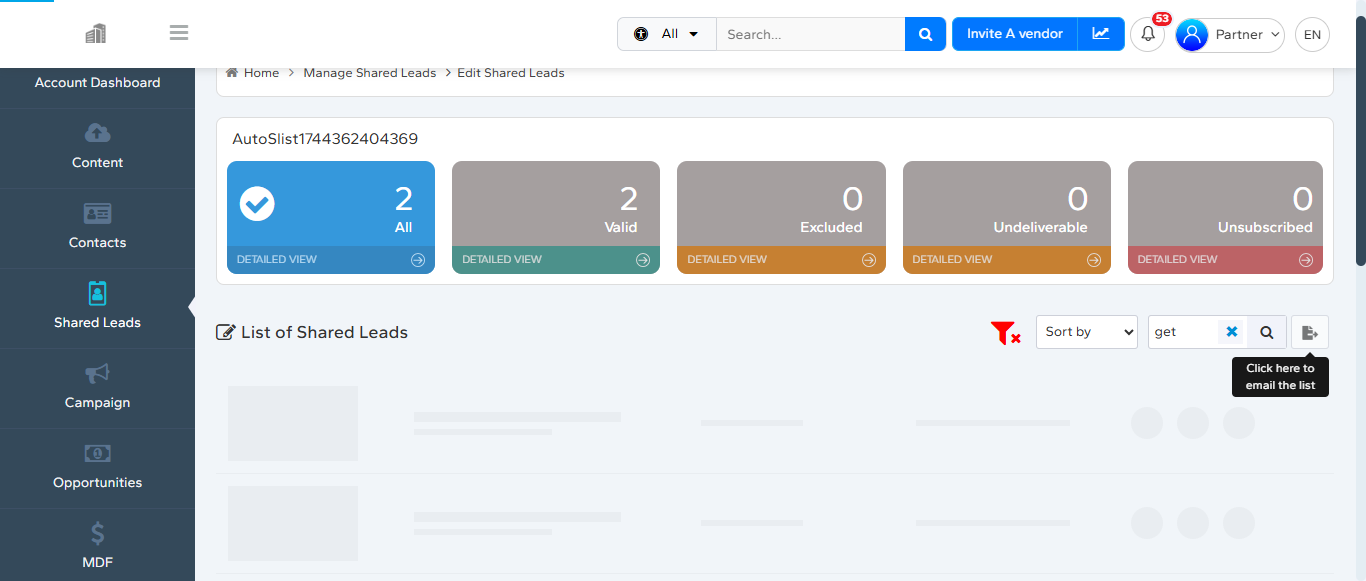 All
Search...
Invite A vendor
53
Partner
EN
Home
Manage Shared Leads
Edit Shared Leads
Account Dashboard
Content
Contacts
Shared Leads
Campaign
Opportunities
MDF
AutoSlist1744362404369
2
All
DETAILED VIEW
2
Valid
DETAILED VIEW
0
Excluded
DETAILED VIEW
0
Undeliverable
DETAILED VIEW
0
Unsubscribed
DETAILED VIEW
List of Shared Leads
Sort by
get
Click here to
email the list